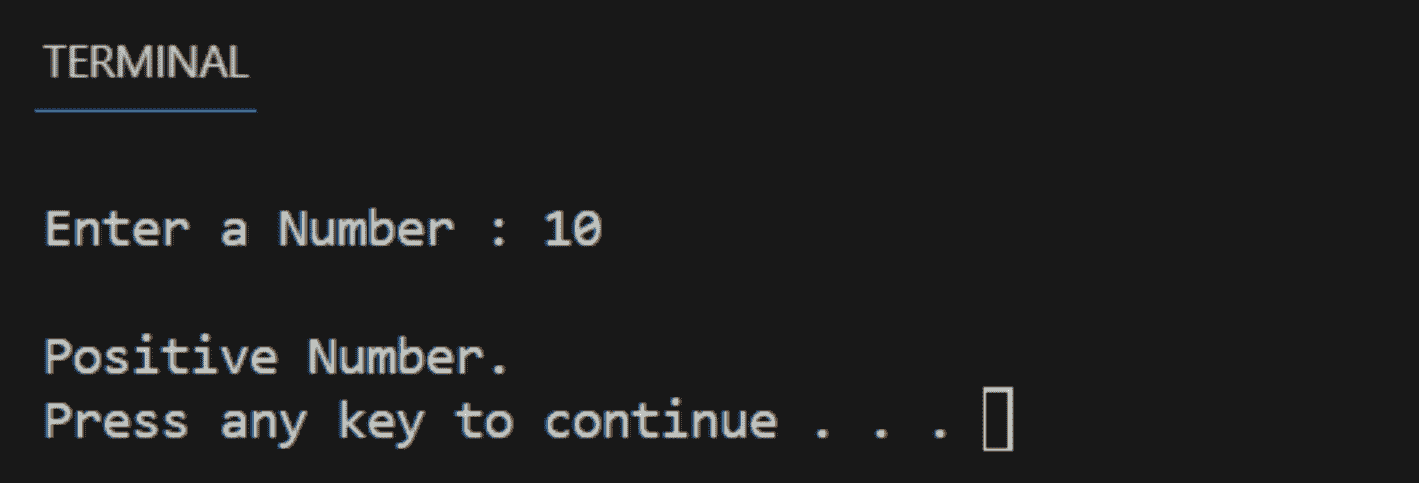 TERMINAL
Enter a Number : 10
Positive Number.
Press any key to continue . . .